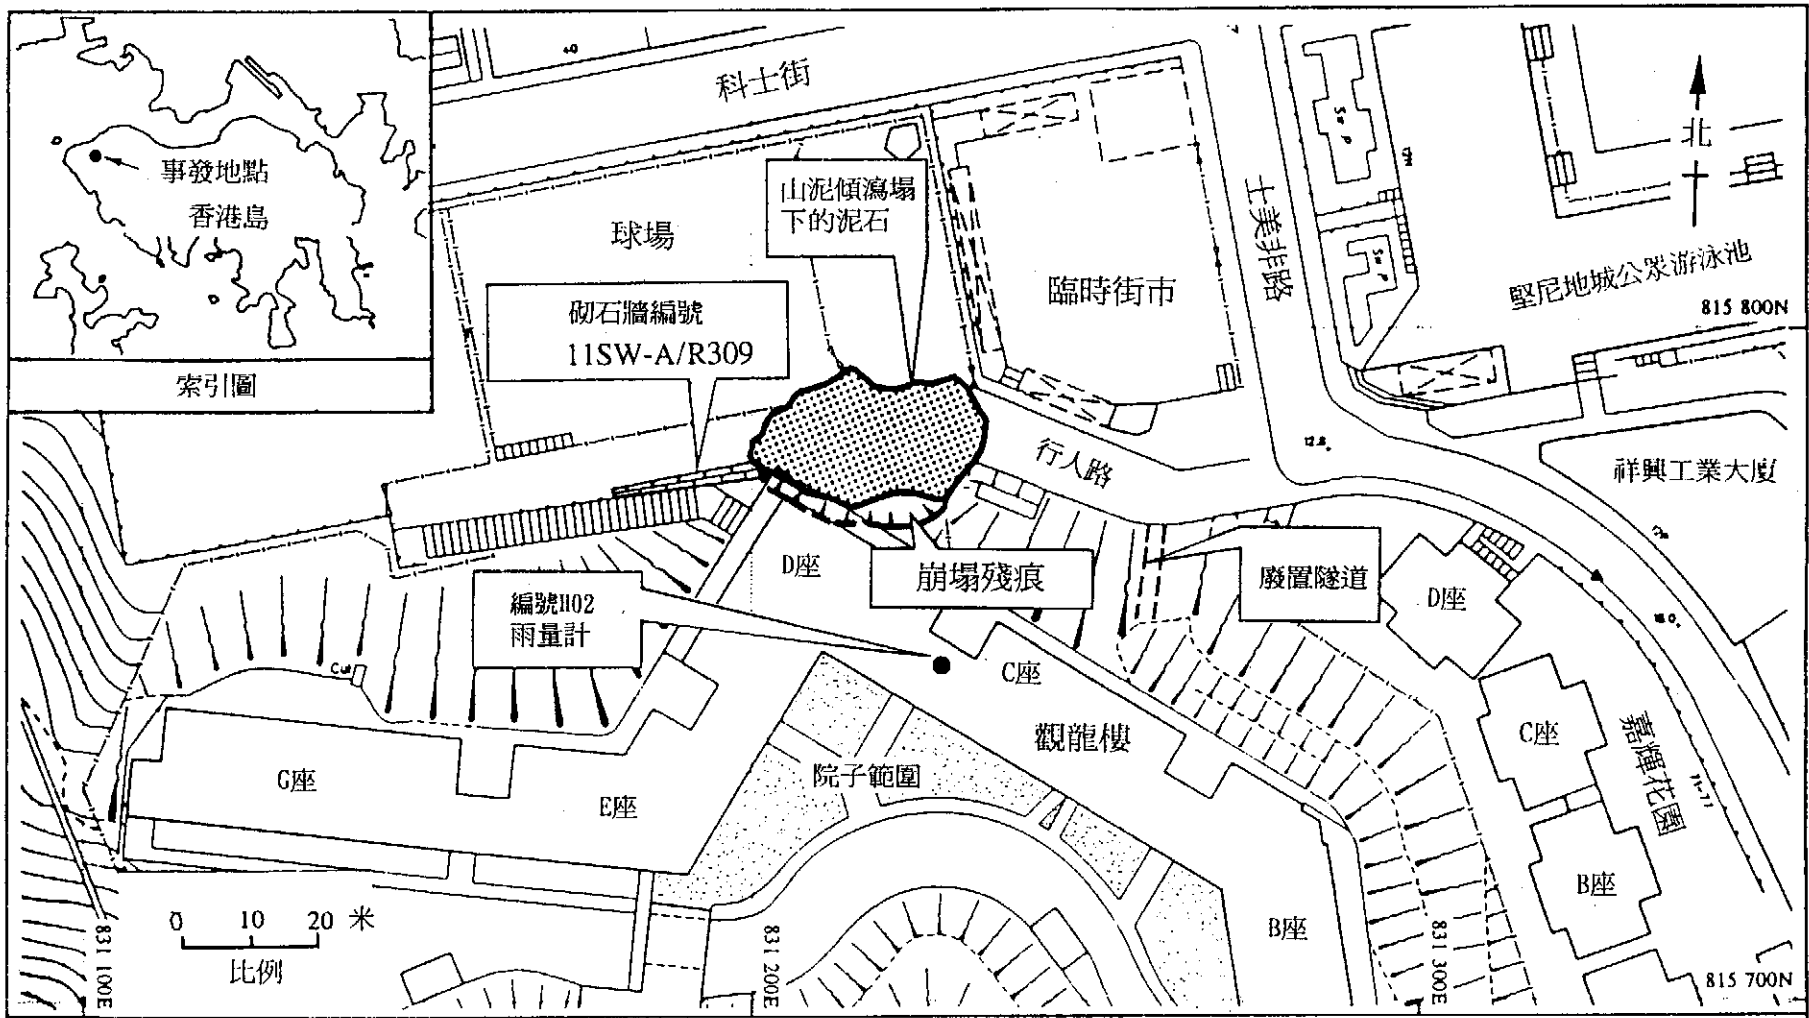 事發地點
香港島
索引圖
科士街
球場
山泥傾瀉塌
下的泥石
砌石牆編號
11SW-A/R309
臨時街市
士美菲路
北
堅尼地城公眾游泳池
815 800N
祥興工業大廈
行人路
D座
崩塌殘痕
廢置隧道
D座
編號H02
雨量計
C座
觀龍樓
C座
嘉輝花園
Cut
G座
E座
院子範圍
B座
B座
0 10 20 米
比例
831 100E
831 200E
831 300E
815 700N